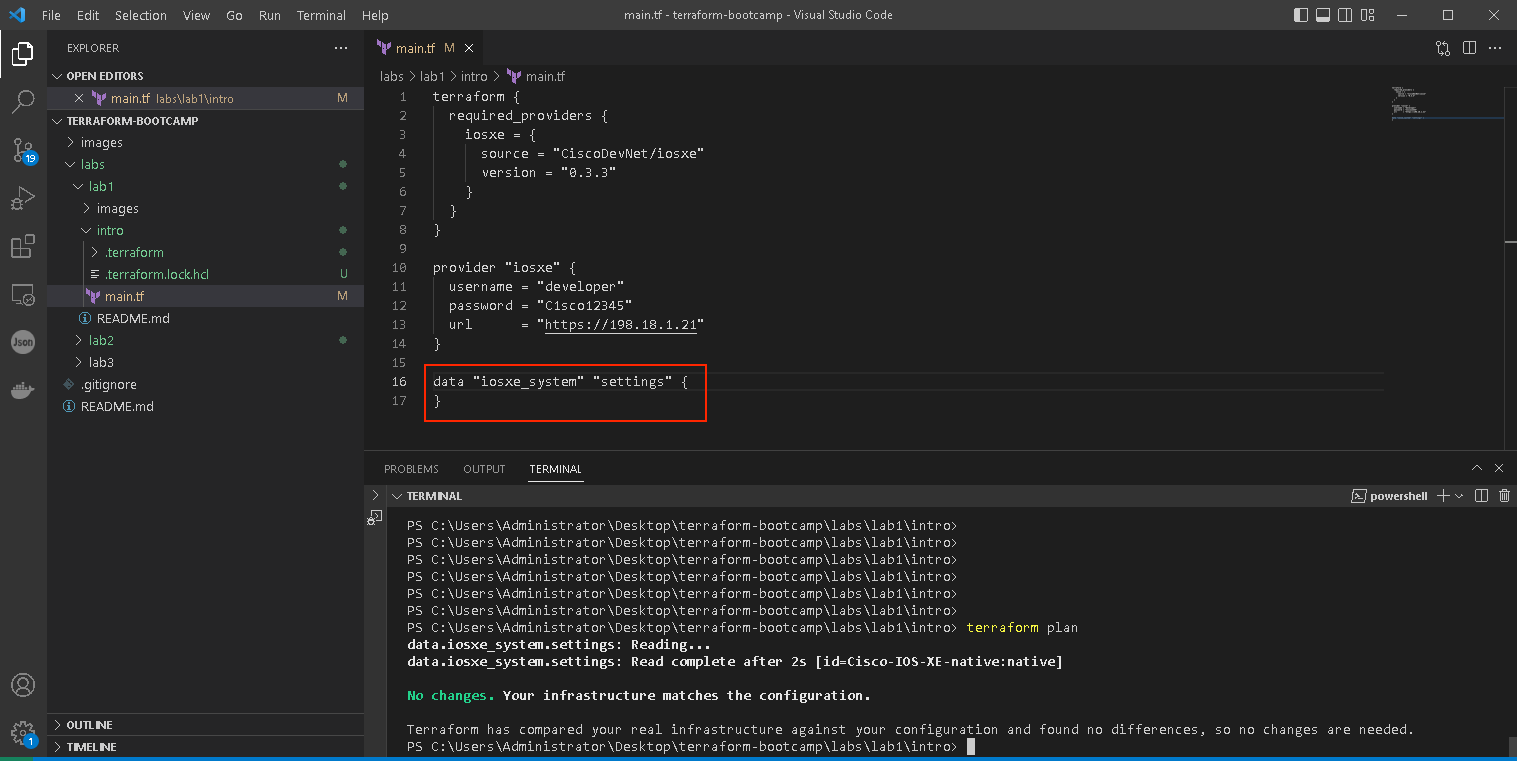 File Edit Selection View Go Run Terminal Help
main.tf - terraform-bootcamp - Visual Studio Code
EXPLORER
OPEN EDITORS
main.tf labs\lab1\intro M
TERRAFORM-BOOTCAMP
images
labs
lab1
images
intro
.terraform
.terraform.lock.hcl U
main.tf M
README.md
lab2
lab3
.gitignore
README.md
OUTLINE
TIMELINE
19
Json
1
main.tf M
labs > lab1 > intro > main.tf
1 terraform {
2 required_providers {
3 iosxe = {
4 source = "CiscoDevNet/iosxe"
5 version = "0.3.3"
6 }
7 }
8 }
9
10 provider "iosxe" {
11 username = "developer"
12 password = "C1sco12345"
13 url = "https://198.18.1.21"
14 }
15
16 data "iosxe_system" "settings" {
17 }
PROBLEMS OUTPUT TERMINAL
TERMINAL
powershell
PS C:\Users\Administrator\Desktop\terraform-bootcamp\labs\lab1\intro>
PS C:\Users\Administrator\Desktop\terraform-bootcamp\labs\lab1\intro>
PS C:\Users\Administrator\Desktop\terraform-bootcamp\labs\lab1\intro>
PS C:\Users\Administrator\Desktop\terraform-bootcamp\labs\lab1\intro>
PS C:\Users\Administrator\Desktop\terraform-bootcamp\labs\lab1\intro>
PS C:\Users\Administrator\Desktop\terraform-bootcamp\labs\lab1\intro>
PS C:\Users\Administrator\Desktop\terraform-bootcamp\labs\lab1\intro> terraform plan
data.iosxe_system.settings: Reading...
data.iosxe_system.settings: Read complete after 2s [id=Cisco-IOS-XE-native:native]
No changes. Your infrastructure matches the configuration.
Terraform has compared your real infrastructure against your configuration and found no differences, so no changes are needed.
PS C:\Users\Administrator\Desktop\terraform-bootcamp\labs\lab1\intro>